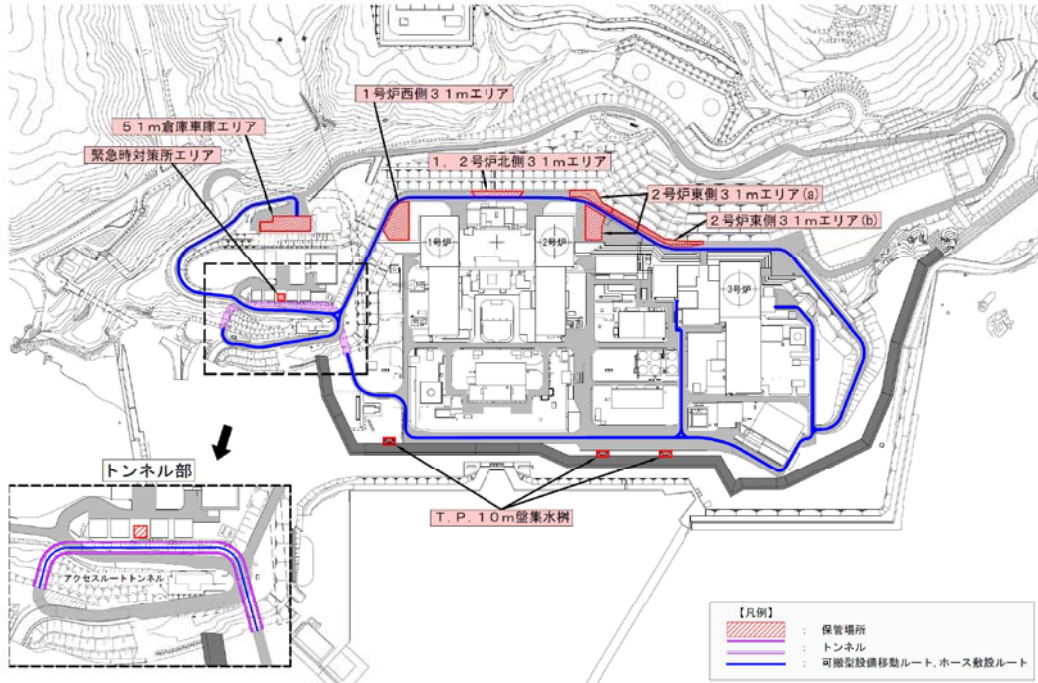 1号炉西側31mエリア
51m倉庫車庫エリア
緊急時対策所エリア
1,2号炉北側31mエリア
2号炉東側31mエリア(a)
2号炉東側31mエリア(b)
1号炉
2号炉
3号炉
トンネル部
T.P.10m盤集水桝
アクセスルートトンネル
【凡例】
: 保管場所
: トンネル
: 可搬型設備移動ルート,ホース敷設ルート